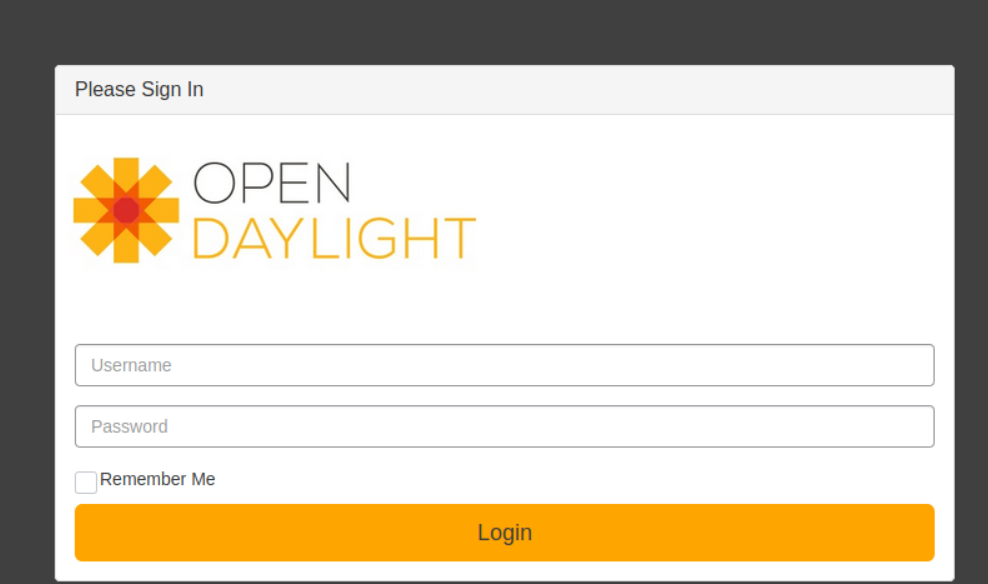 Please Sign In
OPEN
DAYLIGHT
Username
Password
Remember Me
Login